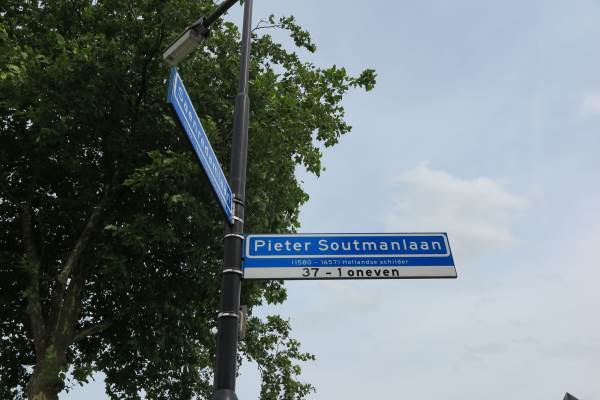 Pieter Soutmanlaan
(1580 - 1657) Hollandse schilder
37 - 1 oneven